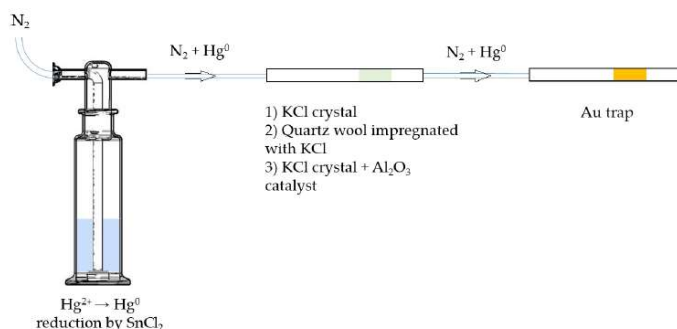 N₂
N₂ + Hg⁰
N₂ + Hg⁰
1) KCl crystal
2) Quartz wool impregnated
with KCl
3) KCl crystal + Al₂O₃
catalyst
Au trap
Hg²⁺ → Hg⁰
reduction by SnCl₂